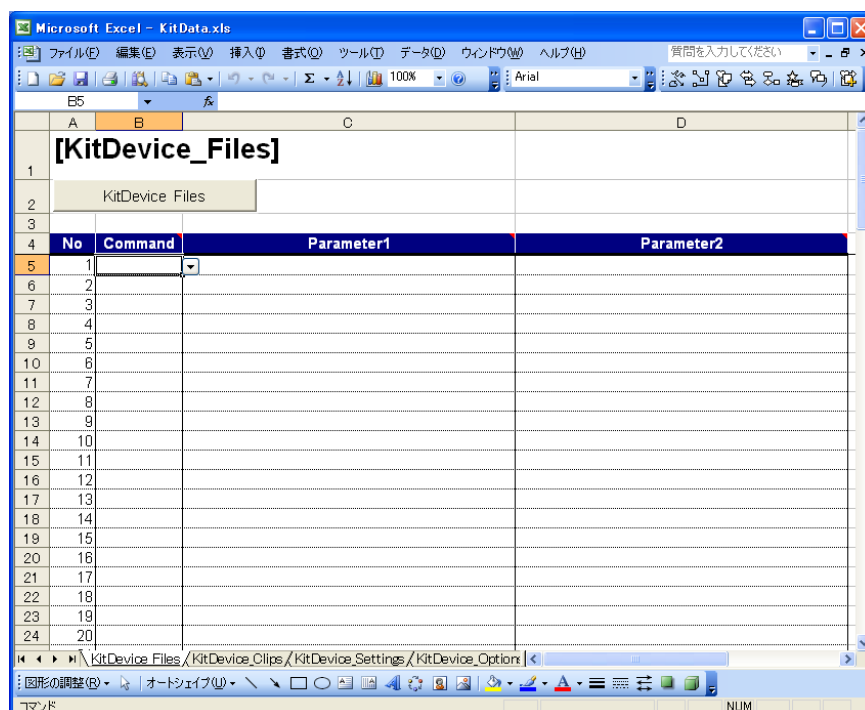 Microsoft Excel - KitData.xls
ファイル(F) 編集(E) 表示(V) 挿入(I) 書式(O) ツール(T) データ(D) ウィンドウ(W) ヘルプ(H) 質問を入力してください
100% Arial
B5 fx
A B C D
1 [KitDevice_Files]
2 KitDevice Files
3
4 No Command Parameter1 Parameter2
5 1
6 2
7 3
8 4
9 5
10 6
11 7
12 8
13 9
14 10
15 11
16 12
17 13
18 14
19 15
20 16
21 17
22 18
23 19
24 20
KitDevice_Files KitDevice_Clips KitDevice_Settings KitDevice_Option
図形の調整(R) オートシェイプ(U)
コマンド NUM